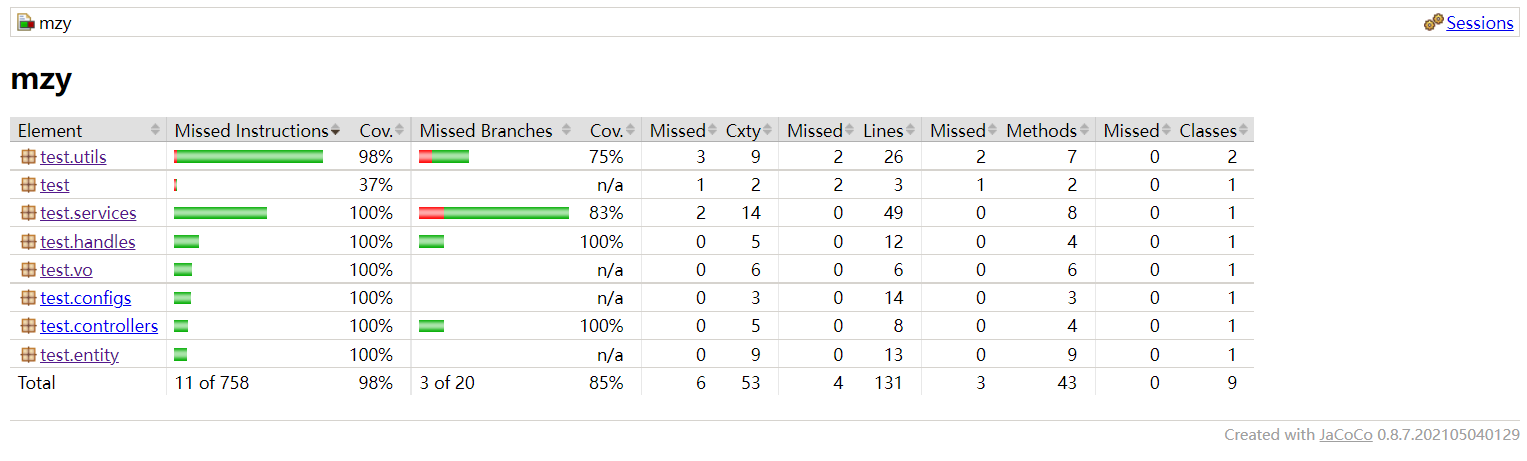 mzy Sessions
mzy
Element Missed Instructions Cov. Missed Branches Cov. Missed Cxty Missed Lines Missed Methods Missed Classes
test.utils 98% 75% 3 9 2 26 2 7 0 2
test 37% n/a 1 2 2 3 1 2 0 1
test.services 100% 83% 2 14 0 49 0 8 0 1
test.handles 100% 100% 0 5 0 12 0 4 0 1
test.vo 100% n/a 0 6 0 6 0 6 0 1
test.configs 100% n/a 0 3 0 14 0 3 0 1
test.controllers 100% 100% 0 5 0 8 0 4 0 1
test.entity 100% n/a 0 9 0 13 0 9 0 1
Total 11 of 758 98% 3 of 20 85% 6 53 4 131 3 43 0 9
Created with JaCoCo 0.8.7.202105040129